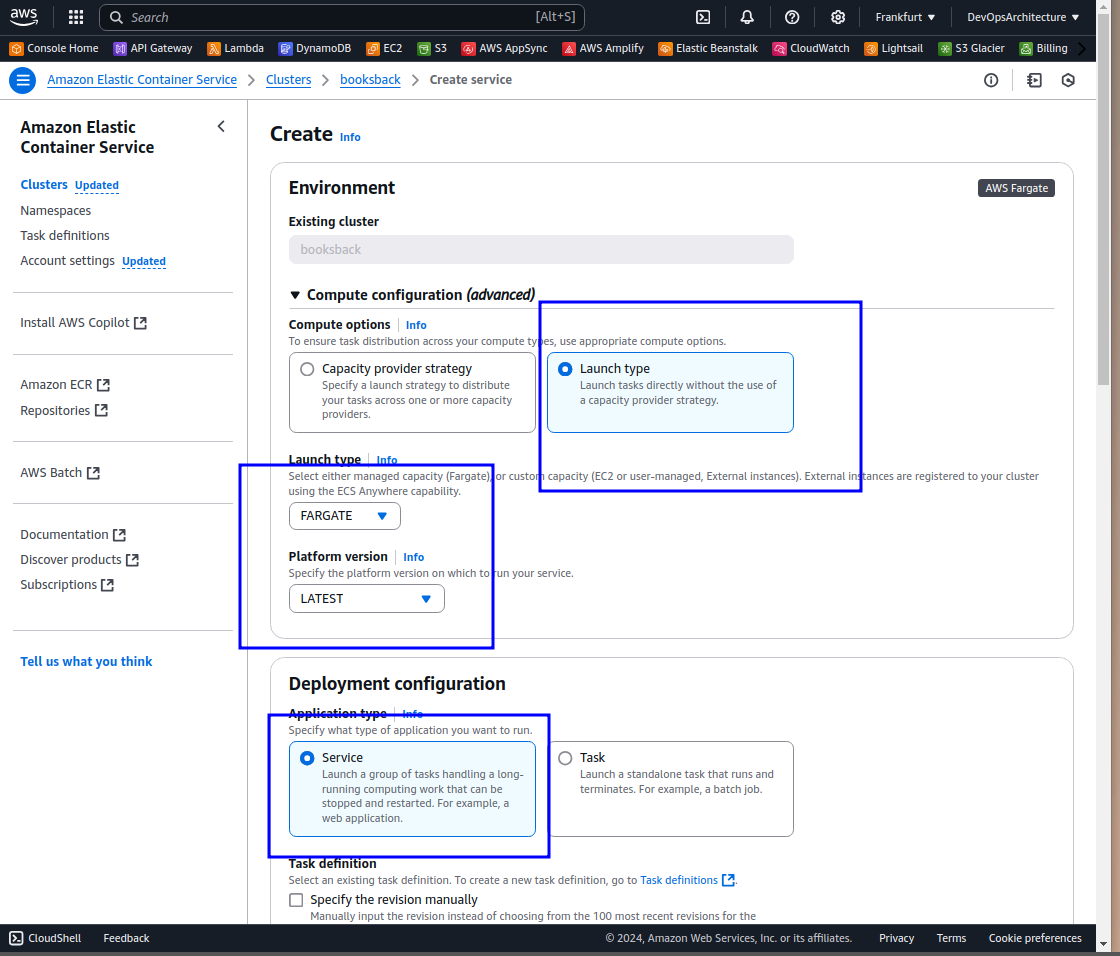 aws
Search [Alt+S] Frankfurt DevOpsArchitecture
Console Home API Gateway Lambda DynamoDB EC2 S3 AWS AppSync AWS Amplify Elastic Beanstalk CloudWatch Lightsail S3 Glacier Billing
Amazon Elastic Container Service Clusters booksback Create service
Amazon Elastic
Container Service
Clusters Updated
Namespaces
Task definitions
Account settings Updated
Install AWS Copilot
Amazon ECR
Repositories
AWS Batch
Documentation
Discover products
Subscriptions
Tell us what you think
Create Info
Environment
AWS Fargate
Existing cluster
booksback
Compute configuration (advanced)
Compute options Info
To ensure task distribution across your compute types, use appropriate compute options.
Capacity provider strategy
Specify a launch strategy to distribute
your tasks across one or more capacity
providers.
Launch type
Launch tasks directly without the use of
a capacity provider strategy.
Launch type Info
Select either managed capacity (Fargate), or custom capacity (EC2 or user-managed, External instances). External instances are registered to your cluster
using the ECS Anywhere capability.
FARGATE
Platform version Info
Specify the platform version on which to run your service.
LATEST
Deployment configuration
Application type Info
Specify what type of application you want to run.
Service
Launch a group of tasks handling a long-
running computing work that can be
stopped and restarted. For example, a
web application.
Task
Launch a standalone task that runs and
terminates. For example, a batch job.
Task definition
Select an existing task definition. To create a new task definition, go to Task definitions.
Specify the revision manually
Manually input the revision instead of choosing from the 100 most recent revisions for the
CloudShell Feedback © 2024, Amazon Web Services, Inc. or its affiliates. Privacy Terms Cookie preferences